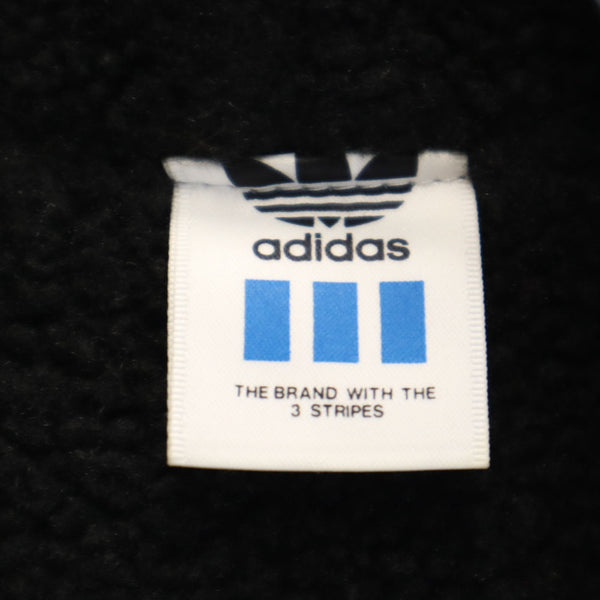 adidas
THE BRAND WITH THE
3 STRIPES